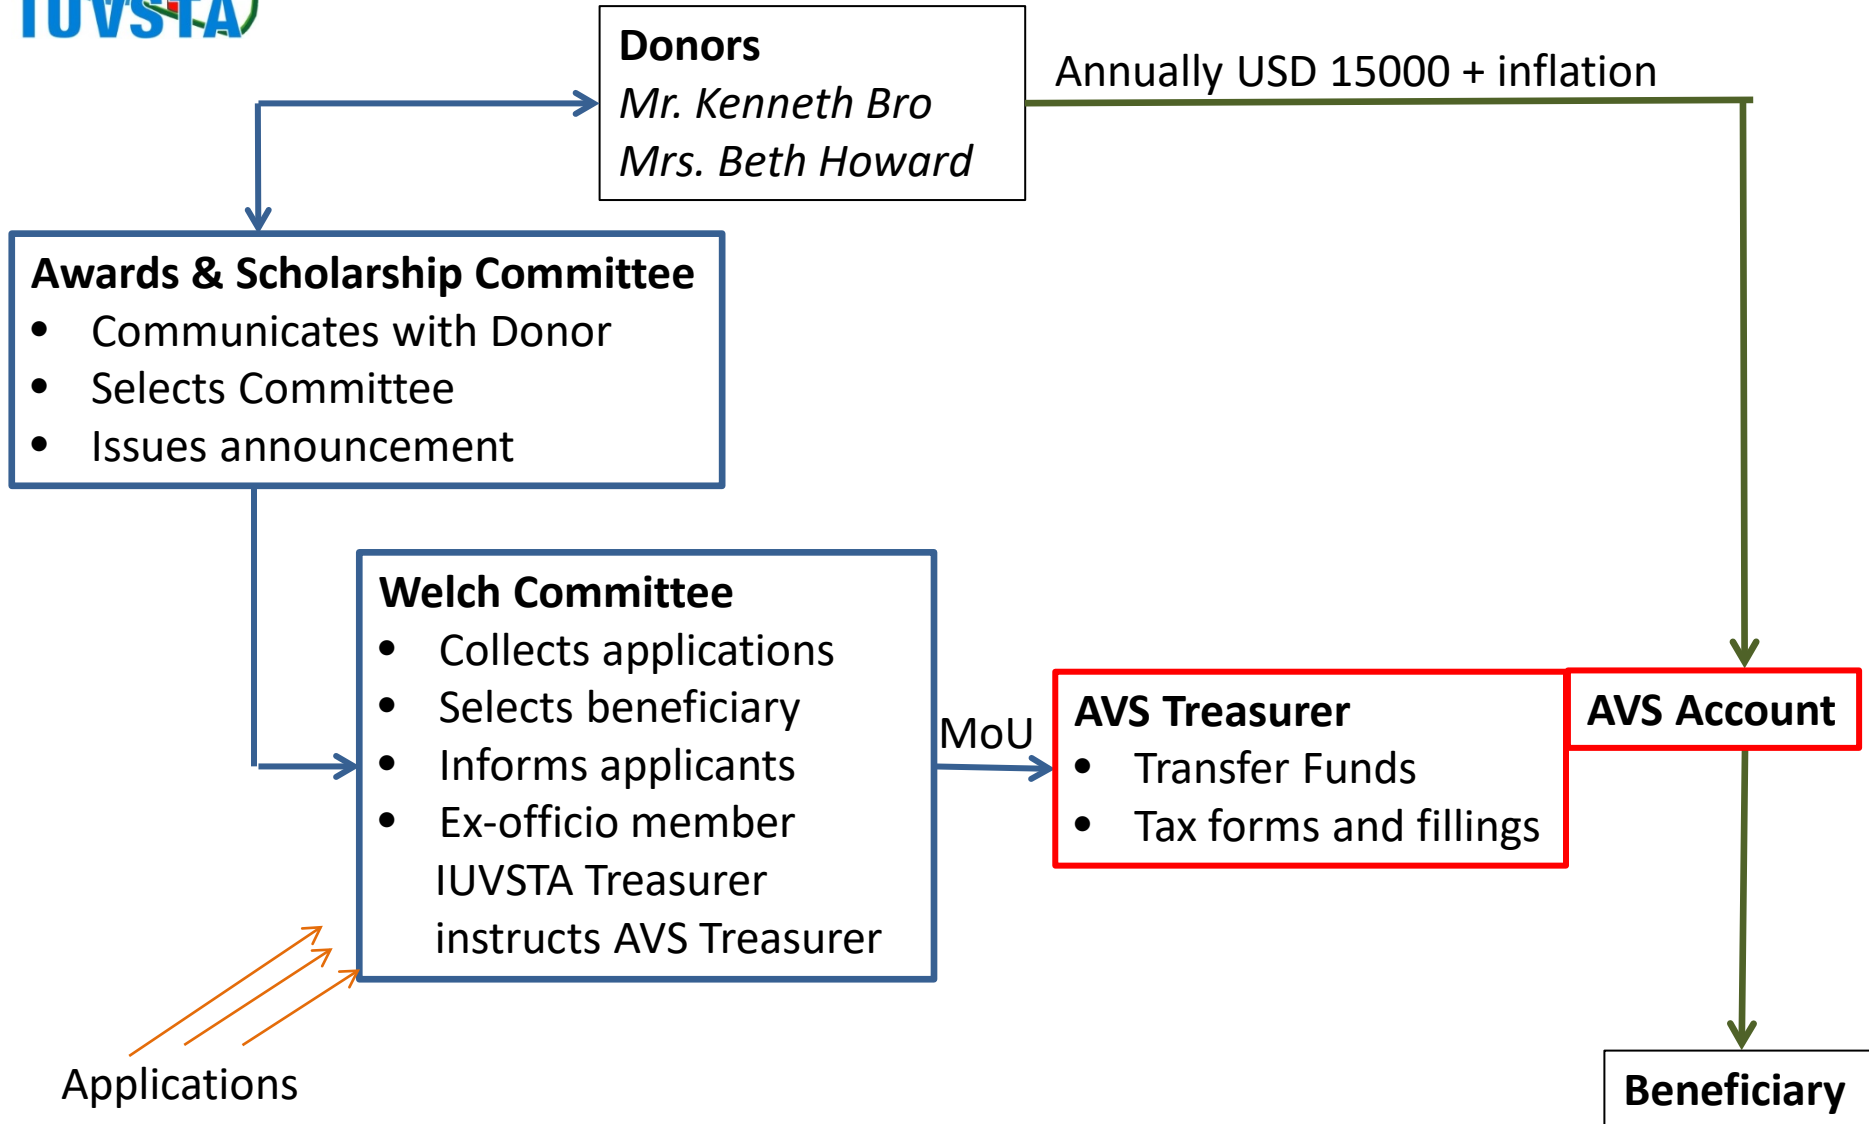 IUVSTA
Donors
Mr. Kenneth Bro
Mrs. Beth Howard
Annually USD 15000 + inflation
Awards & Scholarship Committee
• Communicates with Donor
• Selects Committee
• Issues announcement
Welch Committee
• Collects applications
• Selects beneficiary
• Informs applicants
• Ex-officio member
IUVSTA Treasurer
instructs AVS Treasurer
MoU
AVS Treasurer
• Transfer Funds
• Tax forms and fillings
AVS Account
Applications
Beneficiary